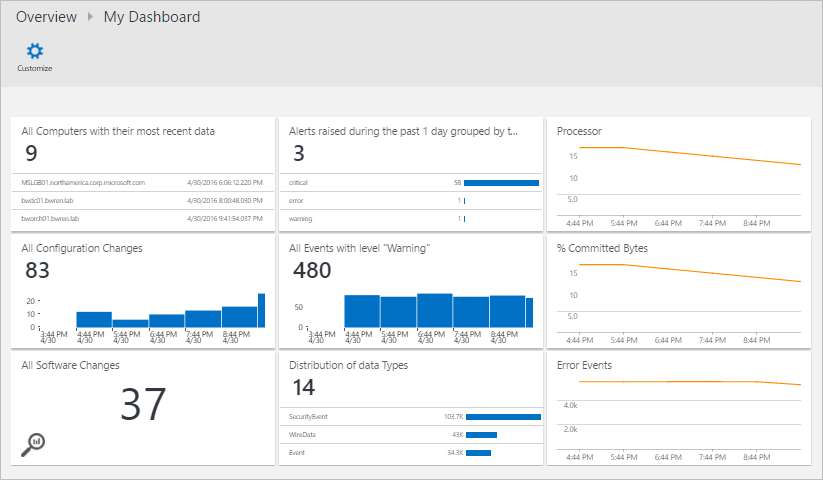 Overview My Dashboard
Customize
All Computers with their most recent data
9
MSLGB01.northamerica.corp.microsoft.com 4/30/2016 6:06:12.220 PM
bwdc01.bwren.lab 4/30/2016 8:00:48.030 PM
bworch01.bwren.lab 4/30/2016 9:41:54.037 PM
Alerts raised during the past 1 day grouped by t...
3
critical 58
error 1
warning 1
Processor
15
10
5.0
4:44 PM 5:44 PM 6:44 PM 7:44 PM 8:44 PM
All Configuration Changes
83
20
10
0
3:44 PM 4:44 PM 5:44 PM 6:44 PM 7:44 PM 8:44 PM
4/30 4/30 4/30 4/30 4/30 4/30
All Events with level "Warning"
480
50
0
3:44 PM 4:44 PM 5:44 PM 6:44 PM 7:44 PM 8:44 PM
4/30 4/30 4/30 4/30 4/30 4/30
% Committed Bytes
15
10
5.0
4:44 PM 5:44 PM 6:44 PM 7:44 PM 8:44 PM
All Software Changes
37
Distribution of data Types
14
SecurityEvent 103.7K
WireData 43K
Event 34.3K
Error Events
4.0k
2.0k
4:44 PM 5:44 PM 6:44 PM 7:44 PM 8:44 PM